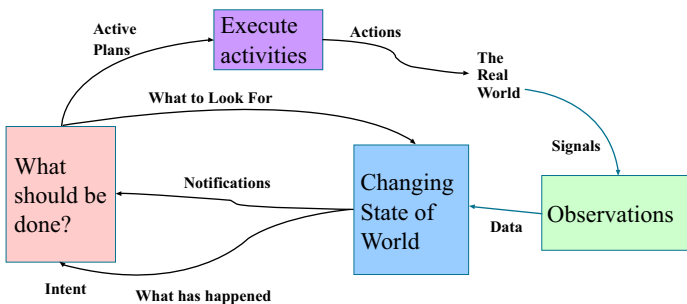 Active
Plans
Execute
activities
Actions
The
Real
World
What to Look For
Signals
What
should be
done?
Notifications
Changing
State of
World
Observations
Data
Intent
What has happened